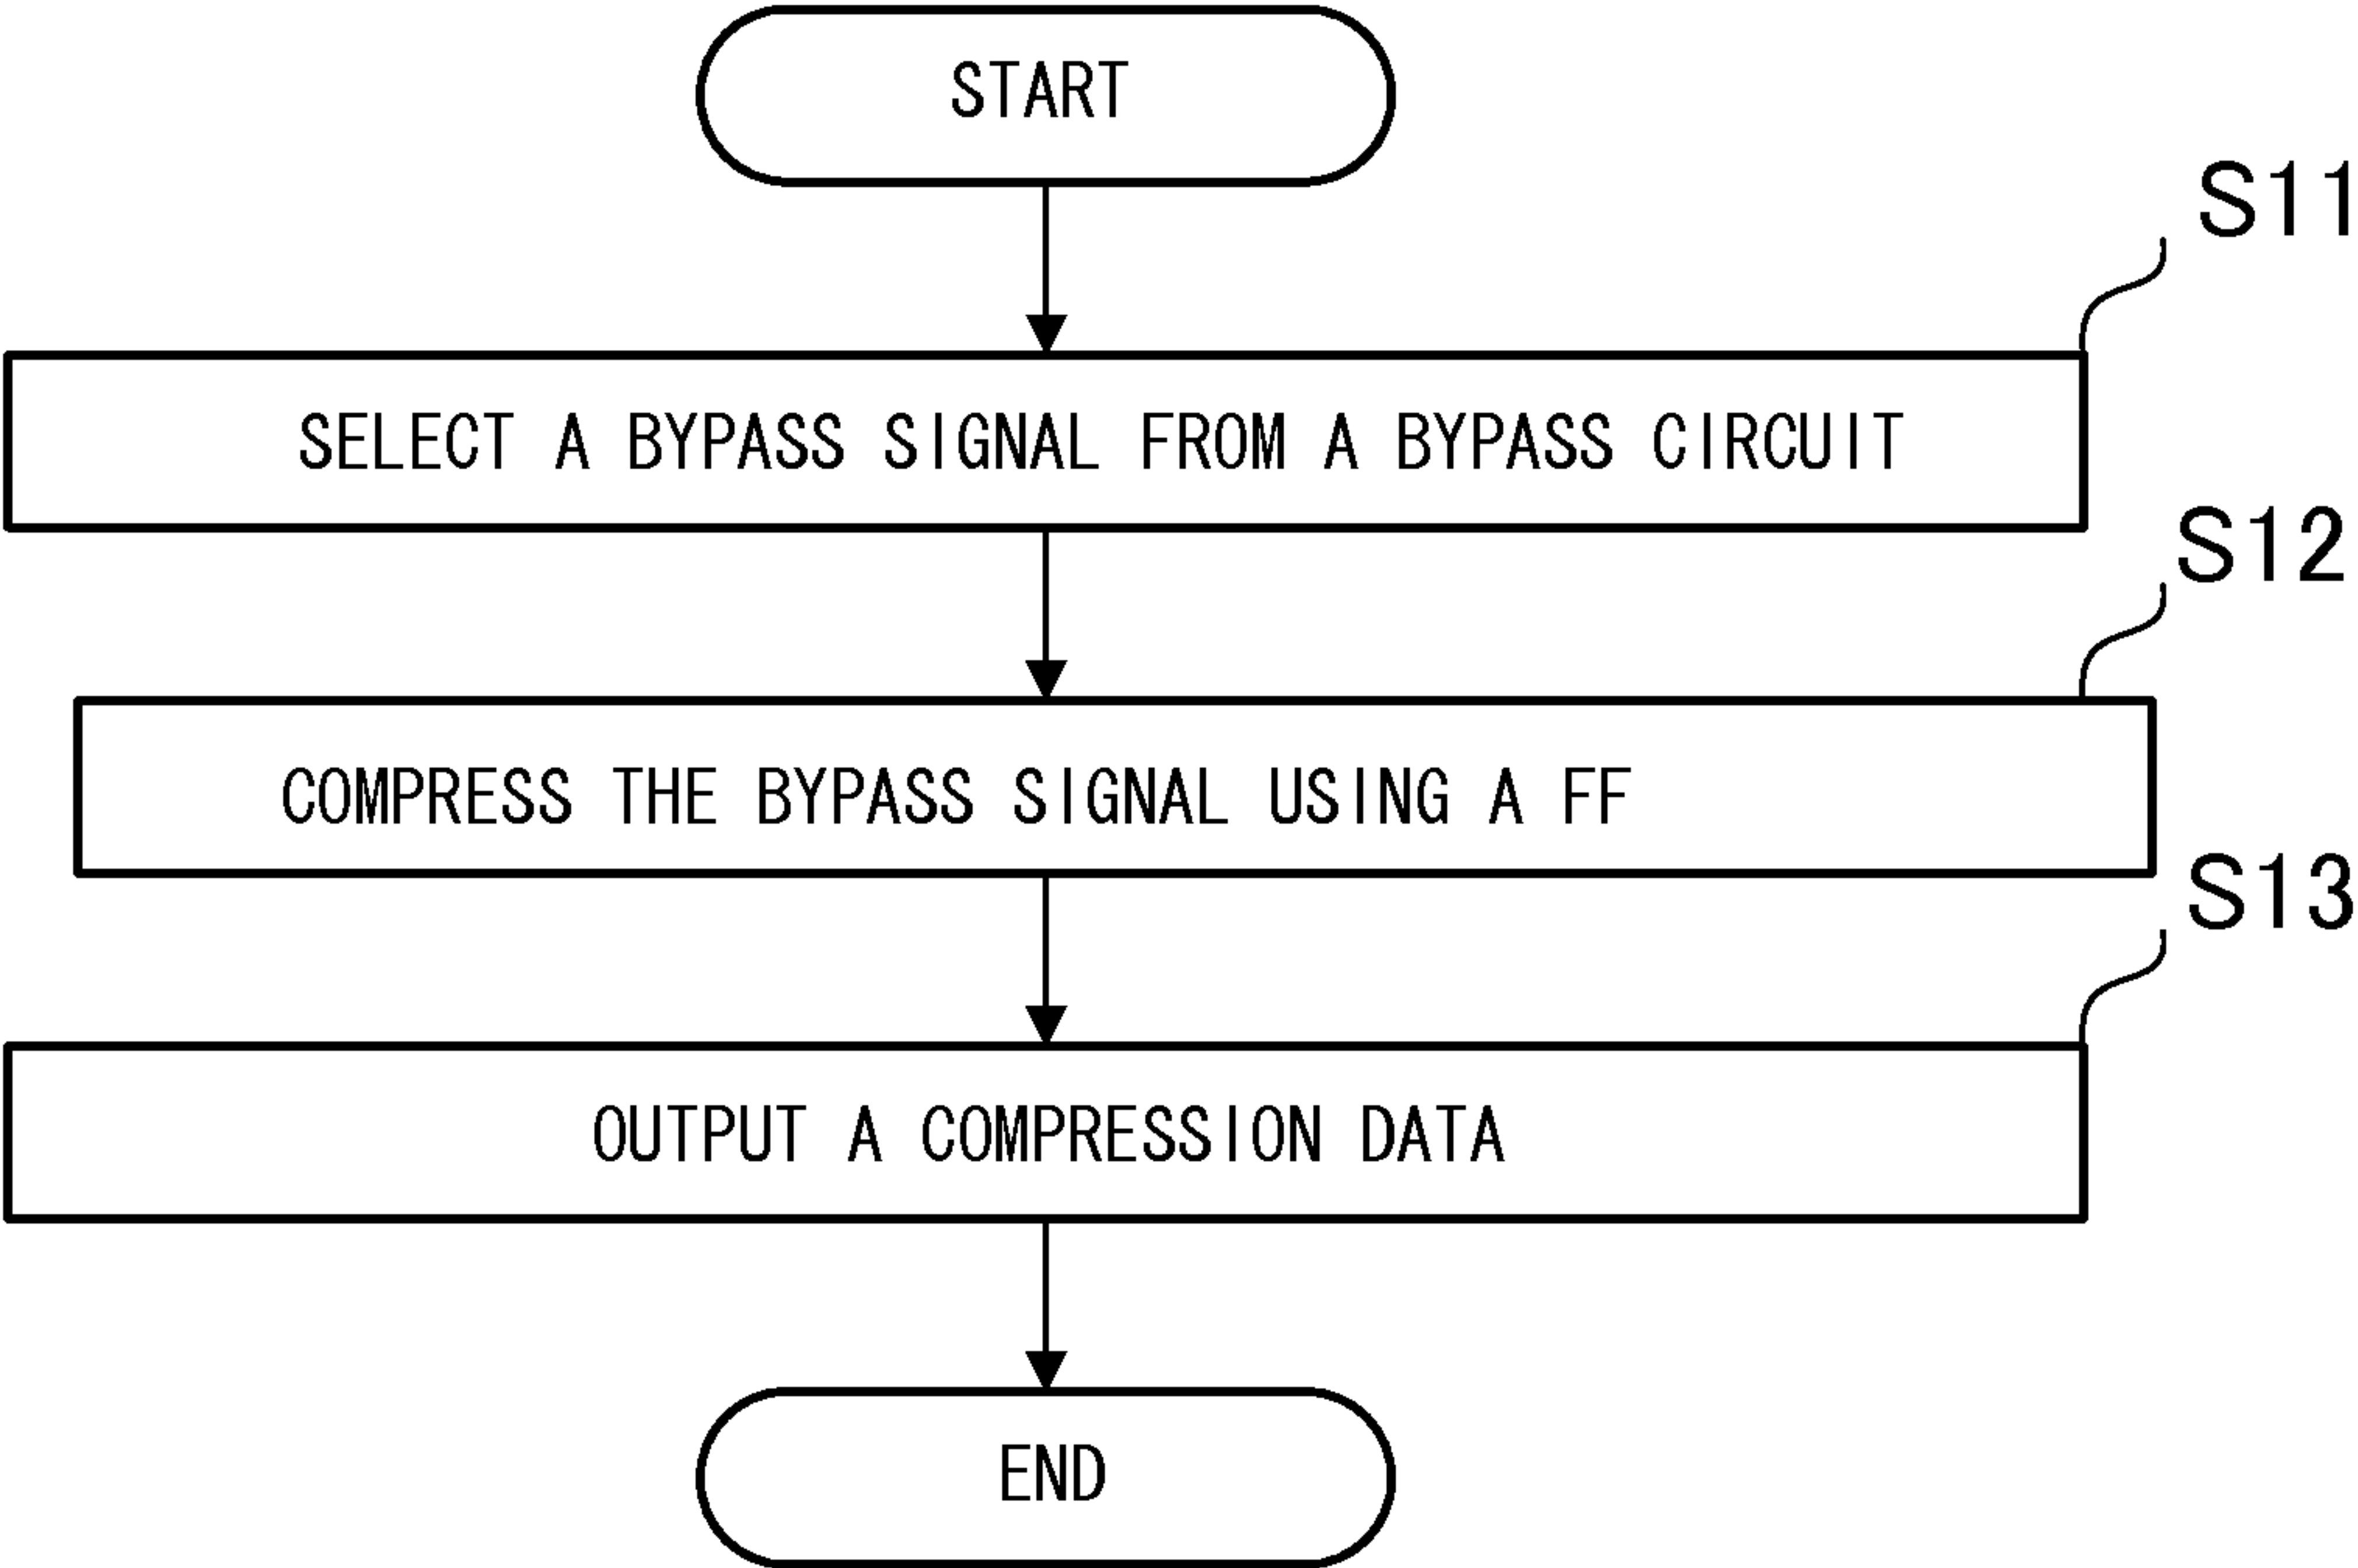 START
S11
SELECT A BYPASS SIGNAL FROM A BYPASS CIRCUIT
S12
COMPRESS THE BYPASS SIGNAL USING A FF
S13
OUTPUT A COMPRESSION DATA
END